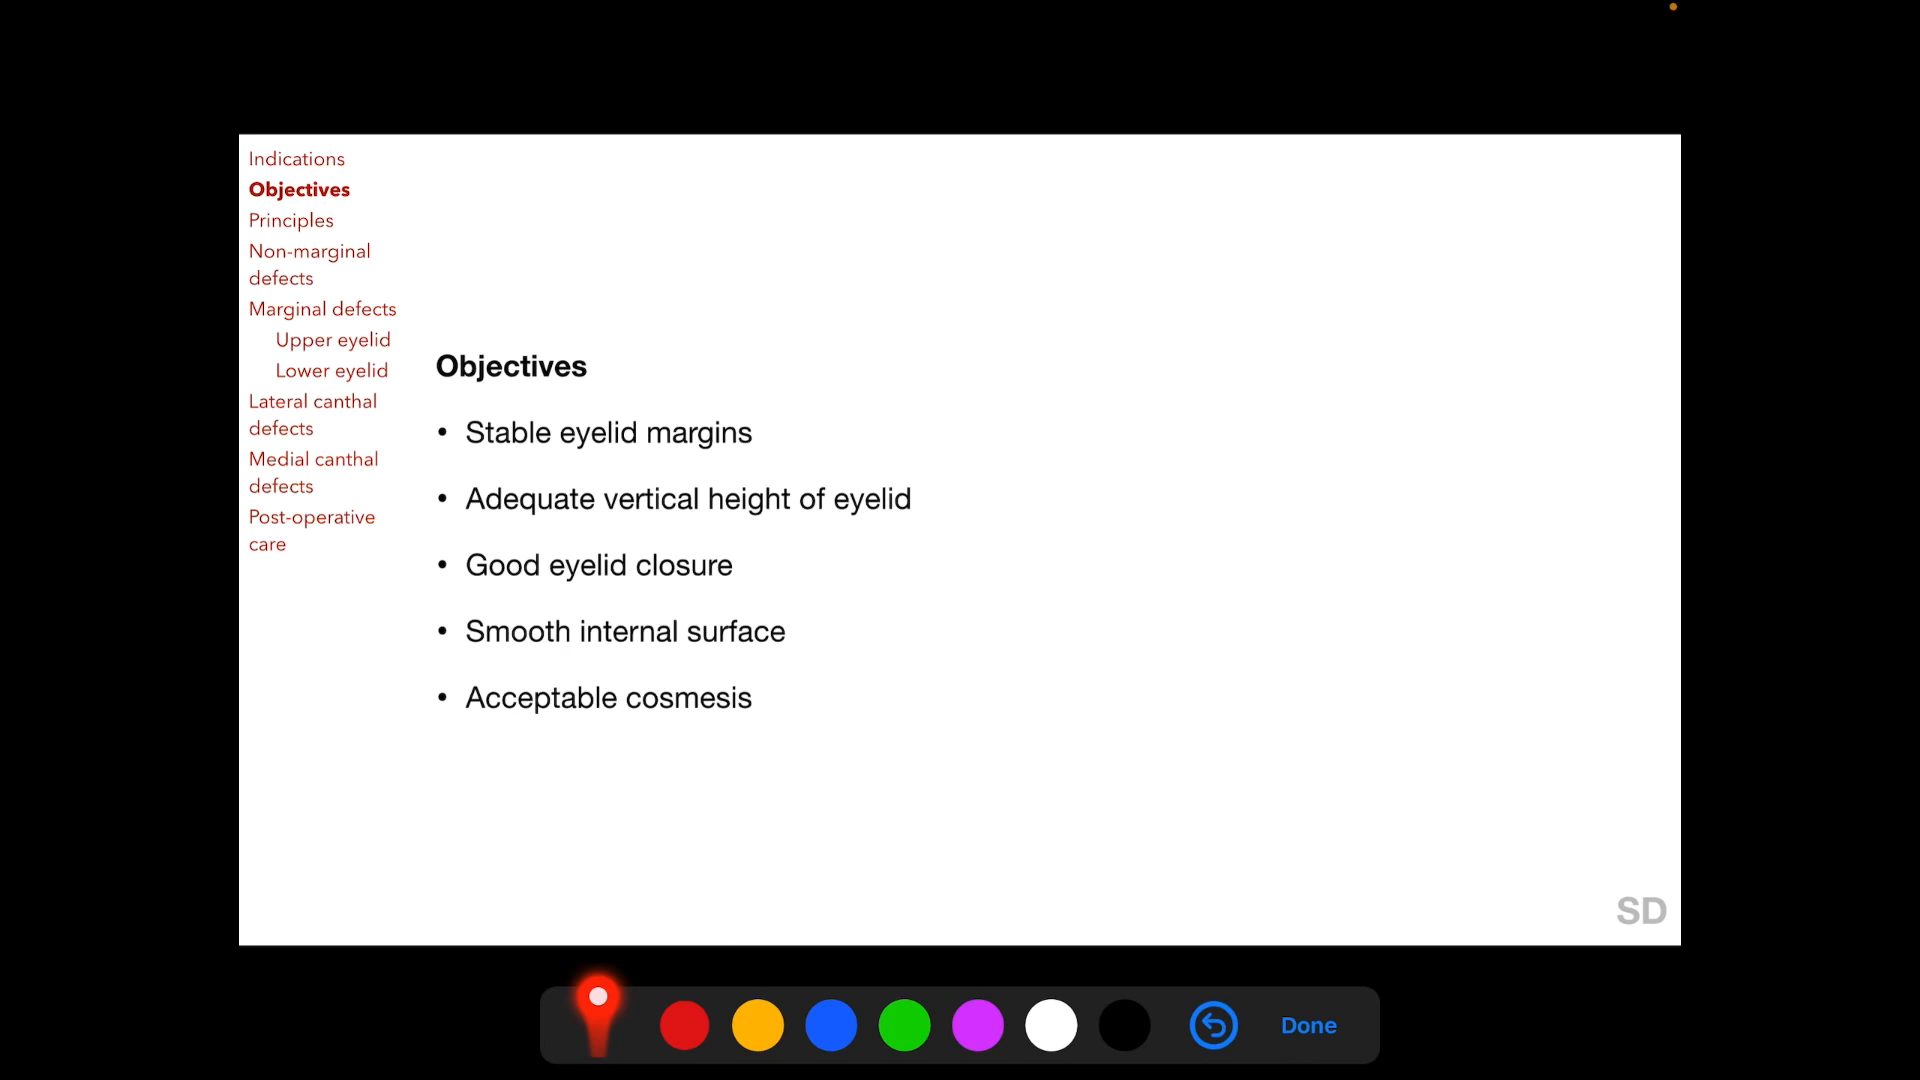 Indications
Objectives
Principles
Non-marginal
defects
Marginal defects
Upper eyelid
Lower eyelid
Lateral canthal
defects
Medial canthal
defects
Post-operative
care
Objectives
• Stable eyelid margins
• Adequate vertical height of eyelid
• Good eyelid closure
• Smooth internal surface
• Acceptable cosmesis
SD
Done